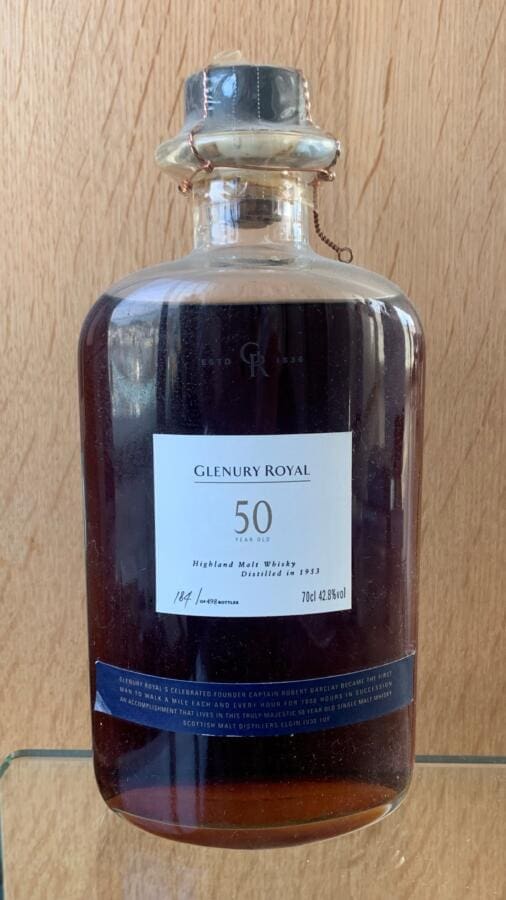 ESTD GR 1836
GLENURY ROYAL
50
YEAR OLD
Highland Malt Whisky
Distilled in 1953
184 / OF 498 BOTTLES
70cl 42.8%vol
GLENURY ROYAL'S CELEBRATED FOUNDER CAPTAIN ROBERT BARCLAY BECAME THE FIRST
MAN TO WALK A MILE EACH AND EVERY HOUR FOR 1000 HOURS IN SUCCESSION
AN ACCOMPLISHMENT THAT LIVES IN THIS TRULY MAJESTIC 50 YEAR OLD SINGLE MALT WHISKY
SCOTTISH MALT DISTILLERS ELGIN IV30 1UF